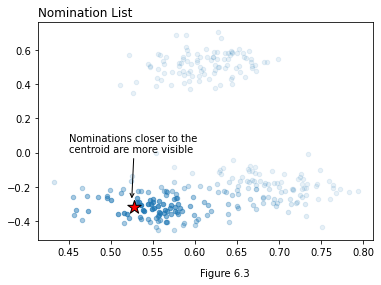 Nomination List
0.6
0.4
0.2
0.0
−0.2
−0.4
Nominations closer to the
centroid are more visible
0.45 0.50 0.55 0.60 0.65 0.70 0.75 0.80
Figure 6.3